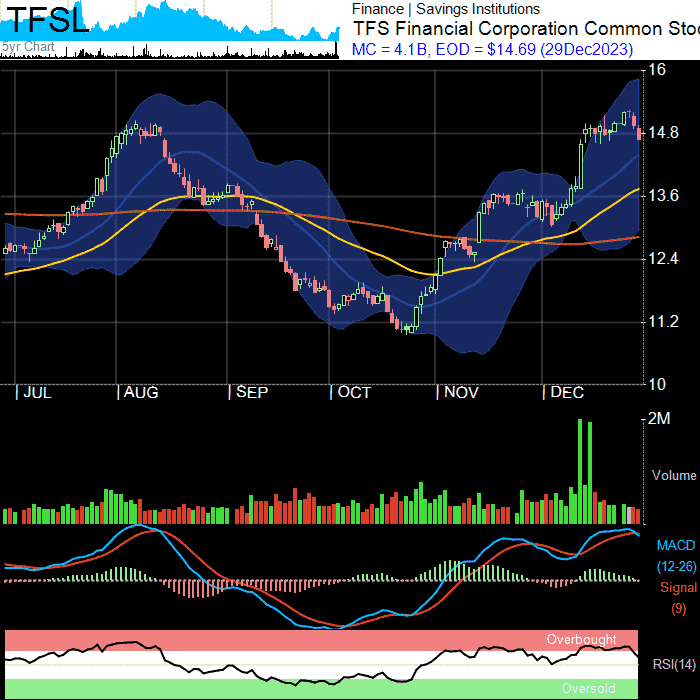 TFSL
5yr Chart
Finance | Savings Institutions
TFS Financial Corporation Common Stoc
MC = 4.1B, EOD = $14.69 (29Dec2023)
16
14.8
13.6
12.4
11.2
10
| JUL | AUG | SEP | OCT | NOV | DEC
2M
Volume
MACD
(12-26)
Signal
(9)
Overbought
RSI(14)
Oversold